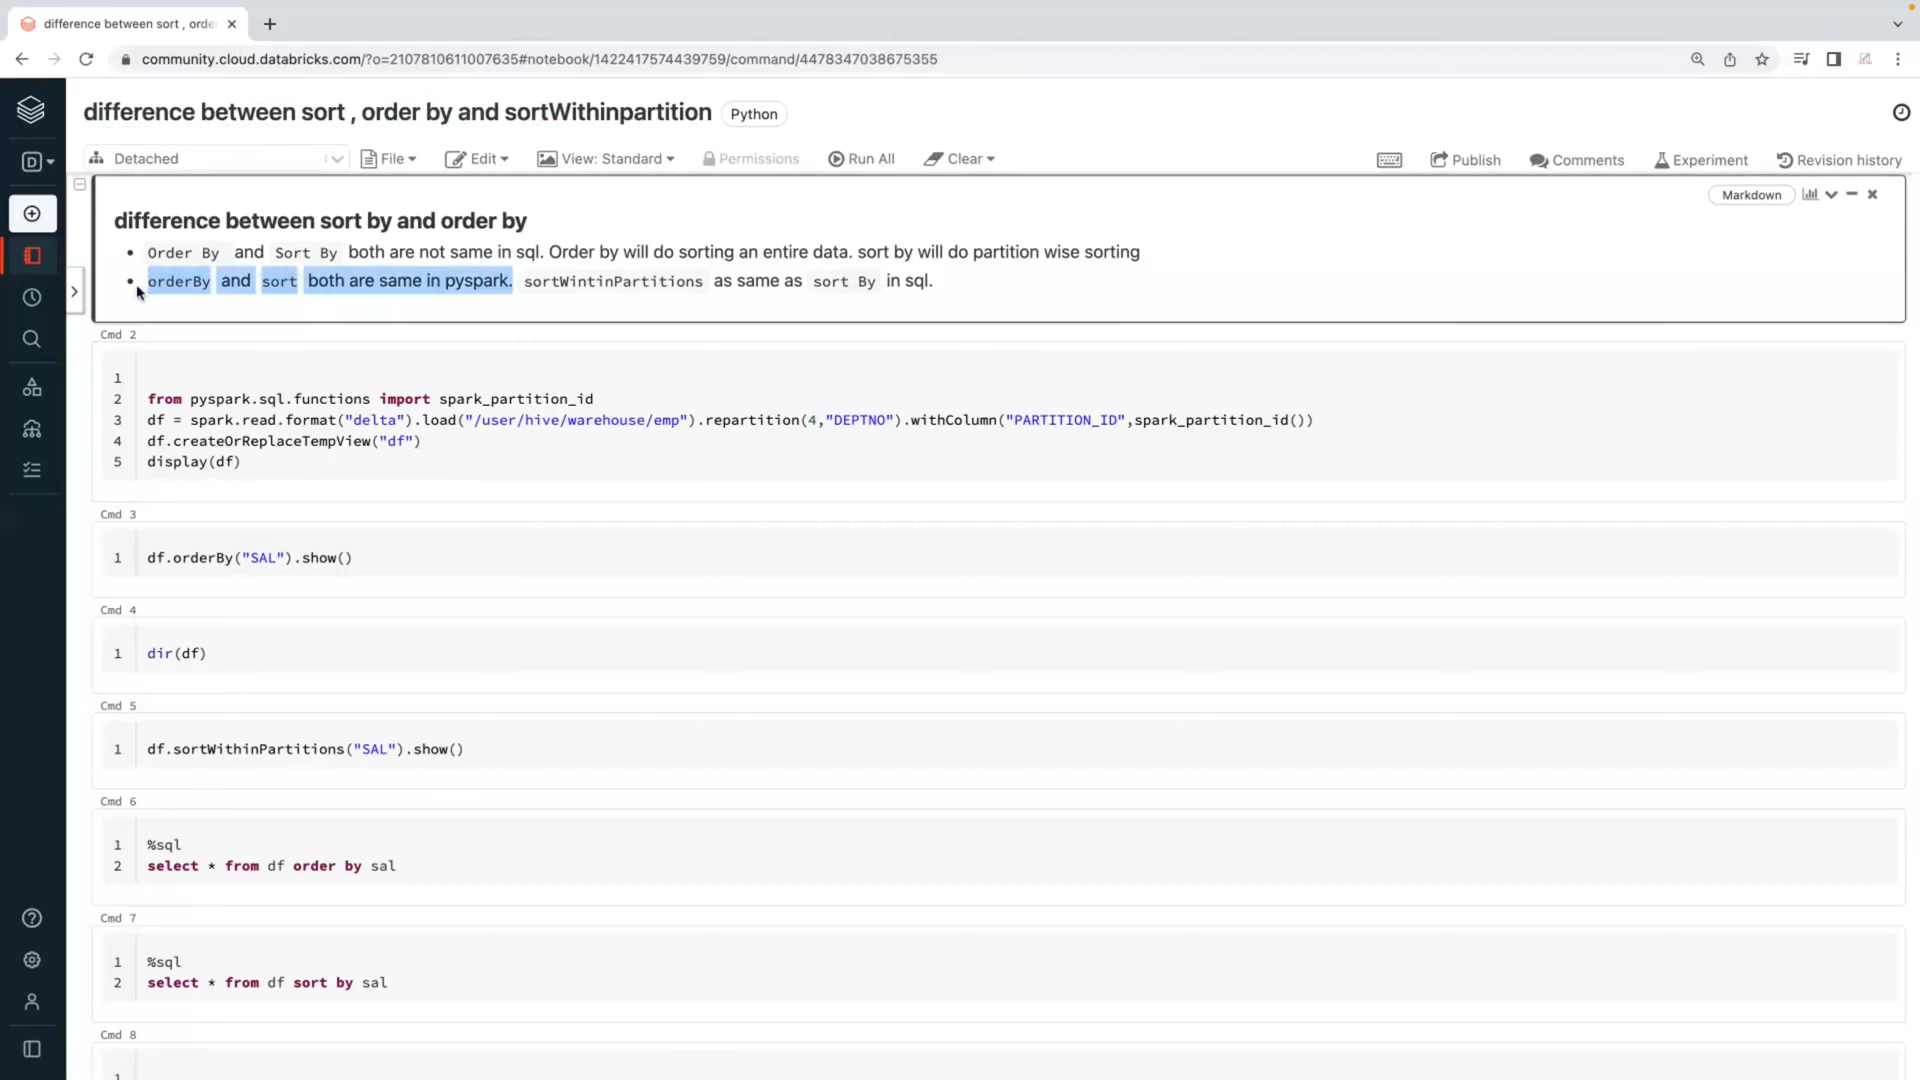 difference between sort , orde
community.cloud.databricks.com/?o=2107810611007635#notebook/1422417574439759/command/4478347038675355
difference between sort , order by and sortWithinpartition Python
Detached File Edit View: Standard Permissions Run All Clear Publish Comments Experiment Revision history
D
Markdown
difference between sort by and order by
• Order By and Sort By both are not same in sql. Order by will do sorting an entire data. sort by will do partition wise sorting
• orderBy and sort both are same in pyspark. sortWintinPartitions as same as sort By in sql.
Cmd 2
1
2 from pyspark.sql.functions import spark_partition_id
3 df = spark.read.format("delta").load("/user/hive/warehouse/emp").repartition(4,"DEPTNO").withColumn("PARTITION_ID",spark_partition_id())
4 df.createOrReplaceTempView("df")
5 display(df)
Cmd 3
1 df.orderBy("SAL").show()
Cmd 4
1 dir(df)
Cmd 5
1 df.sortWithinPartitions("SAL").show()
Cmd 6
1 %sql
2 select * from df order by sal
Cmd 7
1 %sql
2 select * from df sort by sal
Cmd 8
1